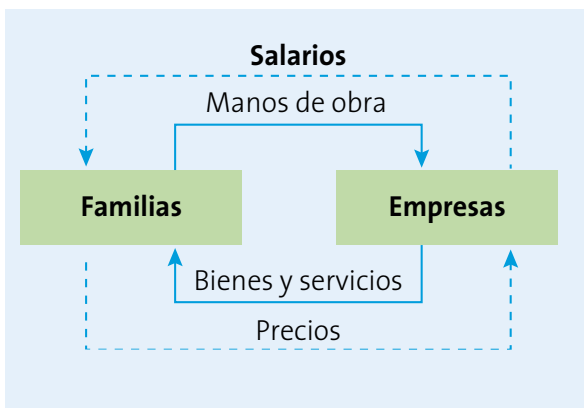 Salarios
Manos de obra
Familias
Empresas
Bienes y servicios
Precios